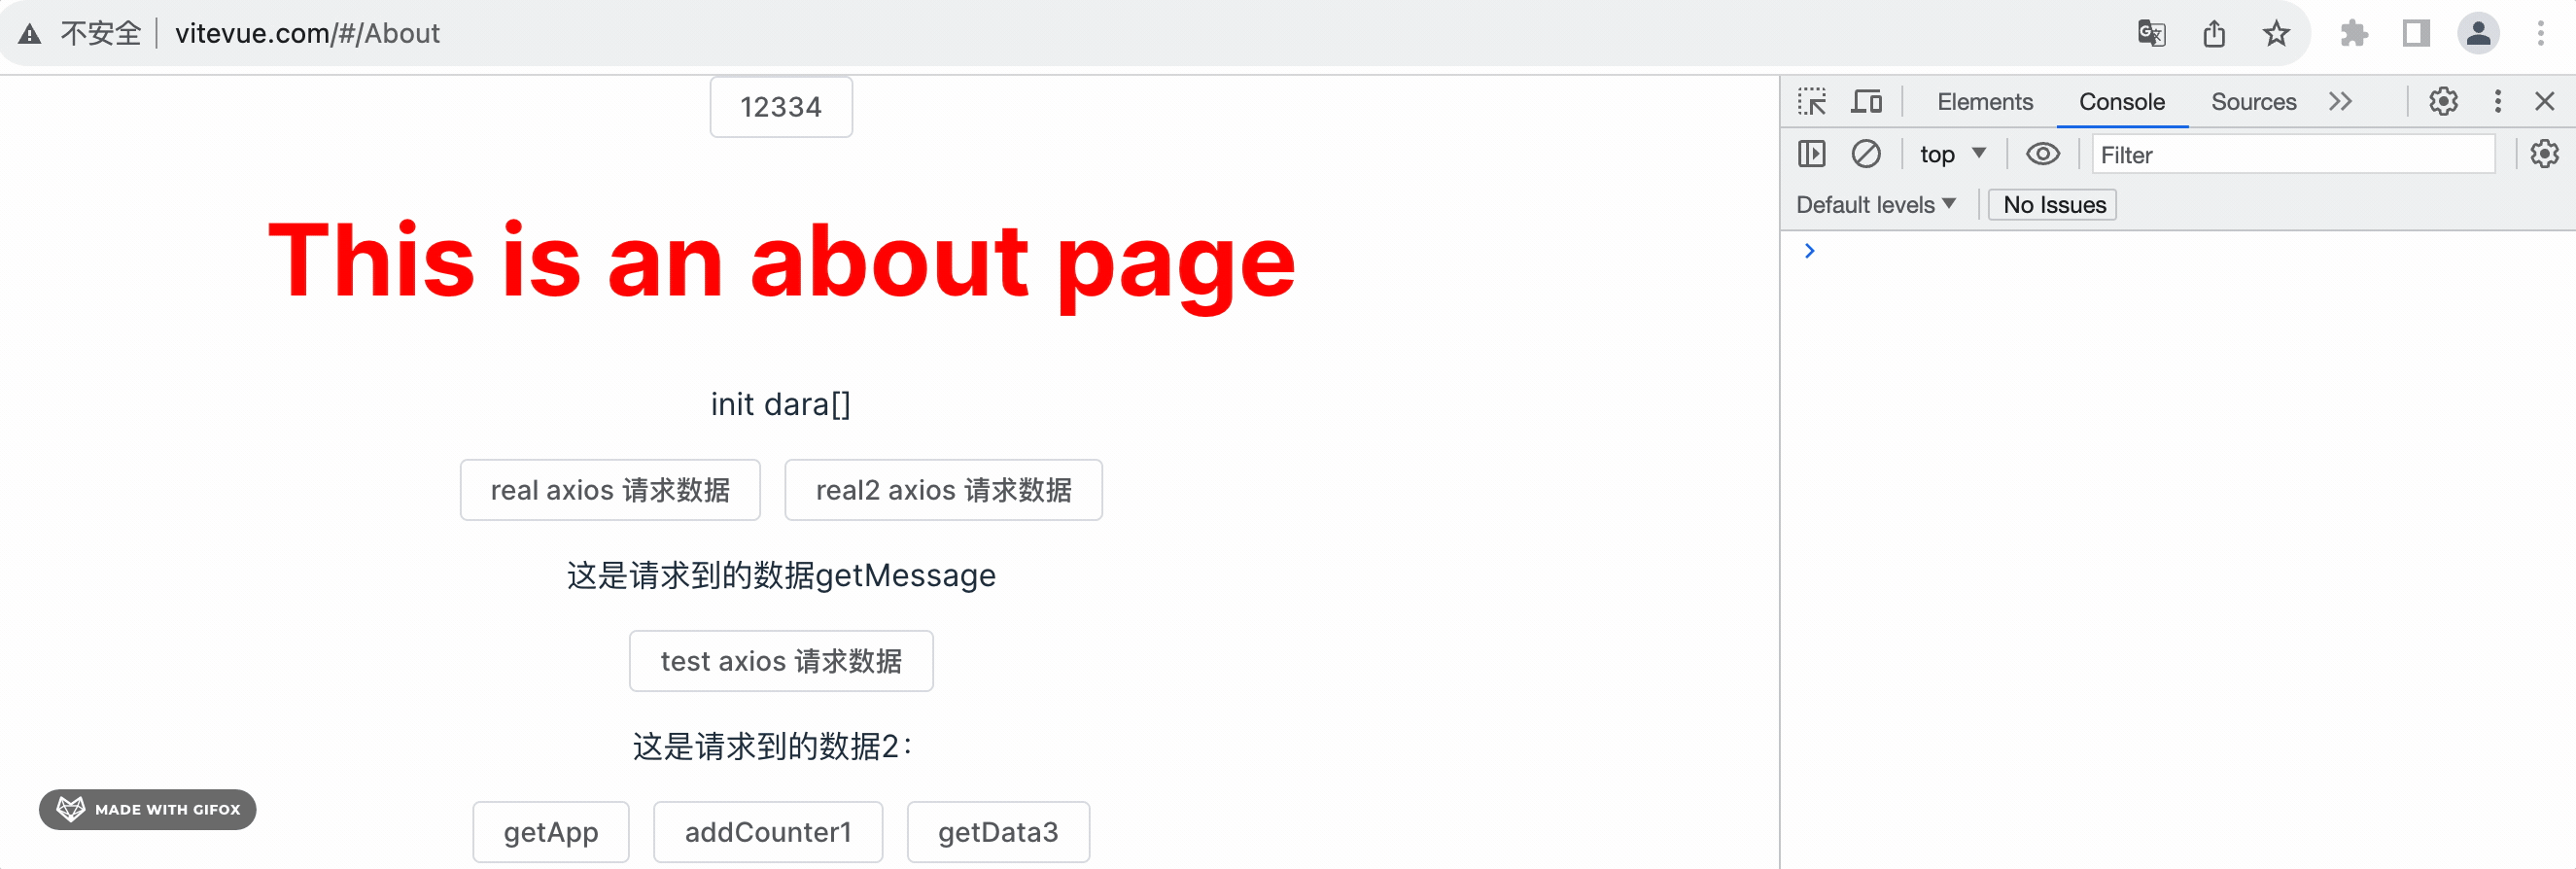 不安全 vitevue.com/#/About
12334
This is an about page
init dara[]
real axios 请求数据 real2 axios 请求数据
这是请求到的数据getMessage
test axios 请求数据
这是请求到的数据2：
getApp addCounter1 getData3
MADE WITH GIFOX
Elements Console Sources
top Filter
Default levels No Issues